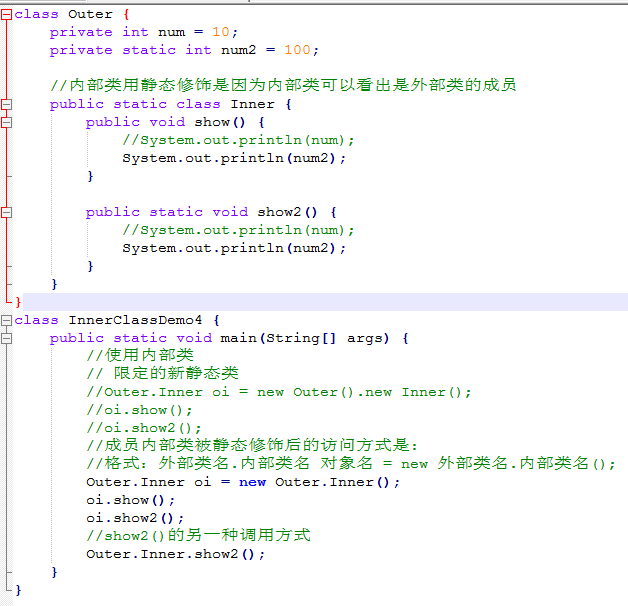 class Outer {
    private int num = 10;
    private static int num2 = 100;
    //内部类用静态修饰是因为内部类可以看出是外部类的成员
    public static class Inner {
        public void show() {
            //System.out.println(num);
            System.out.println(num2);
        }
        public static void show2() {
            //System.out.println(num);
            System.out.println(num2);
        }
    }
}
class InnerClassDemo4 {
    public static void main(String[] args) {
        //使用内部类
        // 限定的新静态类
        //Outer.Inner oi = new Outer().new Inner();
        //oi.show();
        //oi.show2();
        //成员内部类被静态修饰后的访问方式是:
        //格式：外部类名.内部类名 对象名 = new 外部类名.内部类名();
        Outer.Inner oi = new Outer.Inner();
        oi.show();
        oi.show2();
        //show2()的另一种调用方式
        Outer.Inner.show2();
    }
}